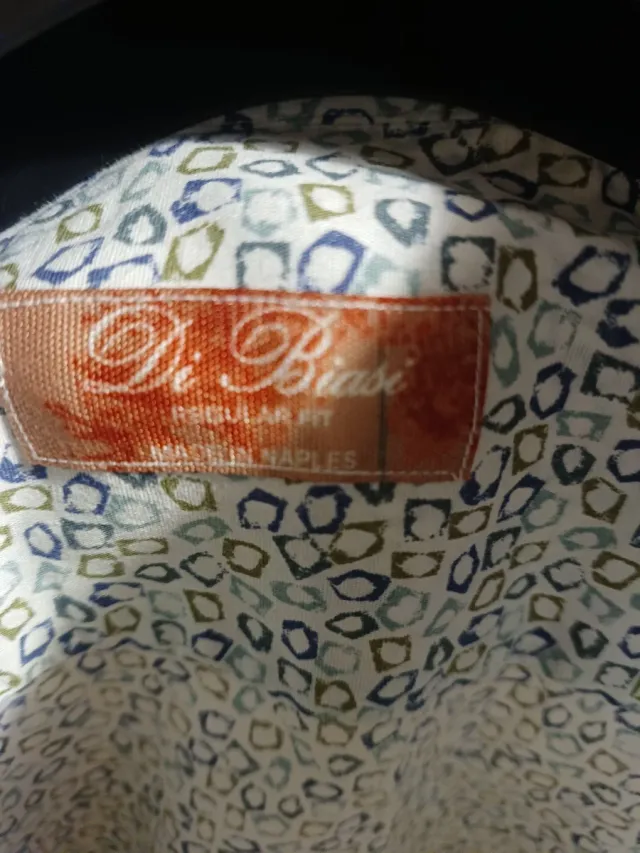 Di Biasi
REGULAR FIT
MADE IN NAPLES